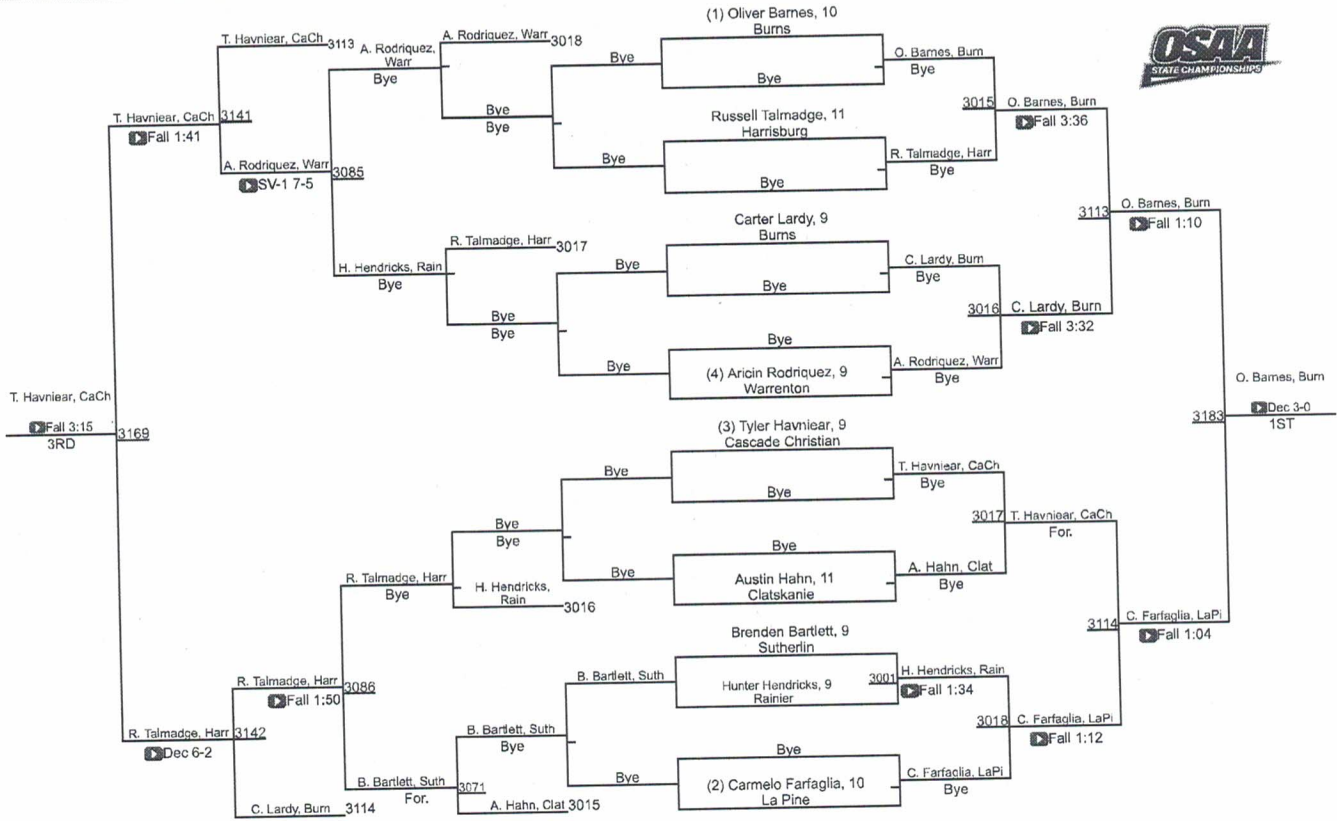 (1) Oliver Barnes, 10
Burns
Bye
Russell Talmadge, 11
Harrisburg
Bye
Carter Lardy, 9
Burns
Bye
Bye
(4) Aricin Rodriquez, 9
Warrenton
(3) Tyler Havniear, 9
Cascade Christian
Bye
Bye
Austin Hahn, 11
Clatskanie
Brenden Bartlett, 9
Sutherlin
Hunter Hendricks, 9
Rainier
3001
Bye
(2) Carmelo Farfaglia, 10
La Pine
OSAA
STATE CHAMPIONSHIPS
O. Barnes, Burn
Bye
3015
R. Talmadge, Harr
Bye
C. Lardy, Burn
Bye
3016
A. Rodriquez, Warr
Bye
T. Havniear, CaCh
Bye
3017
A. Hahn, Clat
Bye
H. Hendricks, Rain
Fall 1:34
3018
C. Farfaglia, LaPi
Bye
O. Barnes, Burn
Fall 3:36
3113
C. Lardy, Burn
Fall 3:32
T. Havniear, CaCh
For.
3114
C. Farfaglia, LaPi
Fall 1:12
O. Barnes, Burn
Fall 1:10
3183
C. Farfaglia, LaPi
Fall 1:04
O. Barnes, Burn
Dec 3-0
1ST
Bye
Bye
Bye
Bye
Bye
Bye
B. Bartlett, Suth
Bye
A. Rodriquez, Warr
3018
Bye
Bye
R. Talmadge, Harr
3017
Bye
Bye
Bye
Bye
H. Hendricks,
Rain
3016
B. Bartlett, Suth
Bye
3071
A. Hahn, Clat
3015
A. Rodriquez,
Warr
Bye
3085
H. Hendricks, Rain
Bye
R. Talmadge, Harr
Bye
3086
B. Bartlett, Suth
For.
T. Havniear, CaCh
3113
3141
A. Rodriquez, Warr
SV-1 7-5
R. Talmadge, Harr
Fall 1:50
3142
C. Lardy, Burn
3114
T. Havniear, CaCh
Fall 1:41
3169
R. Talmadge, Harr
Dec 6-2
T. Havniear, CaCh
Fall 3:15
3RD